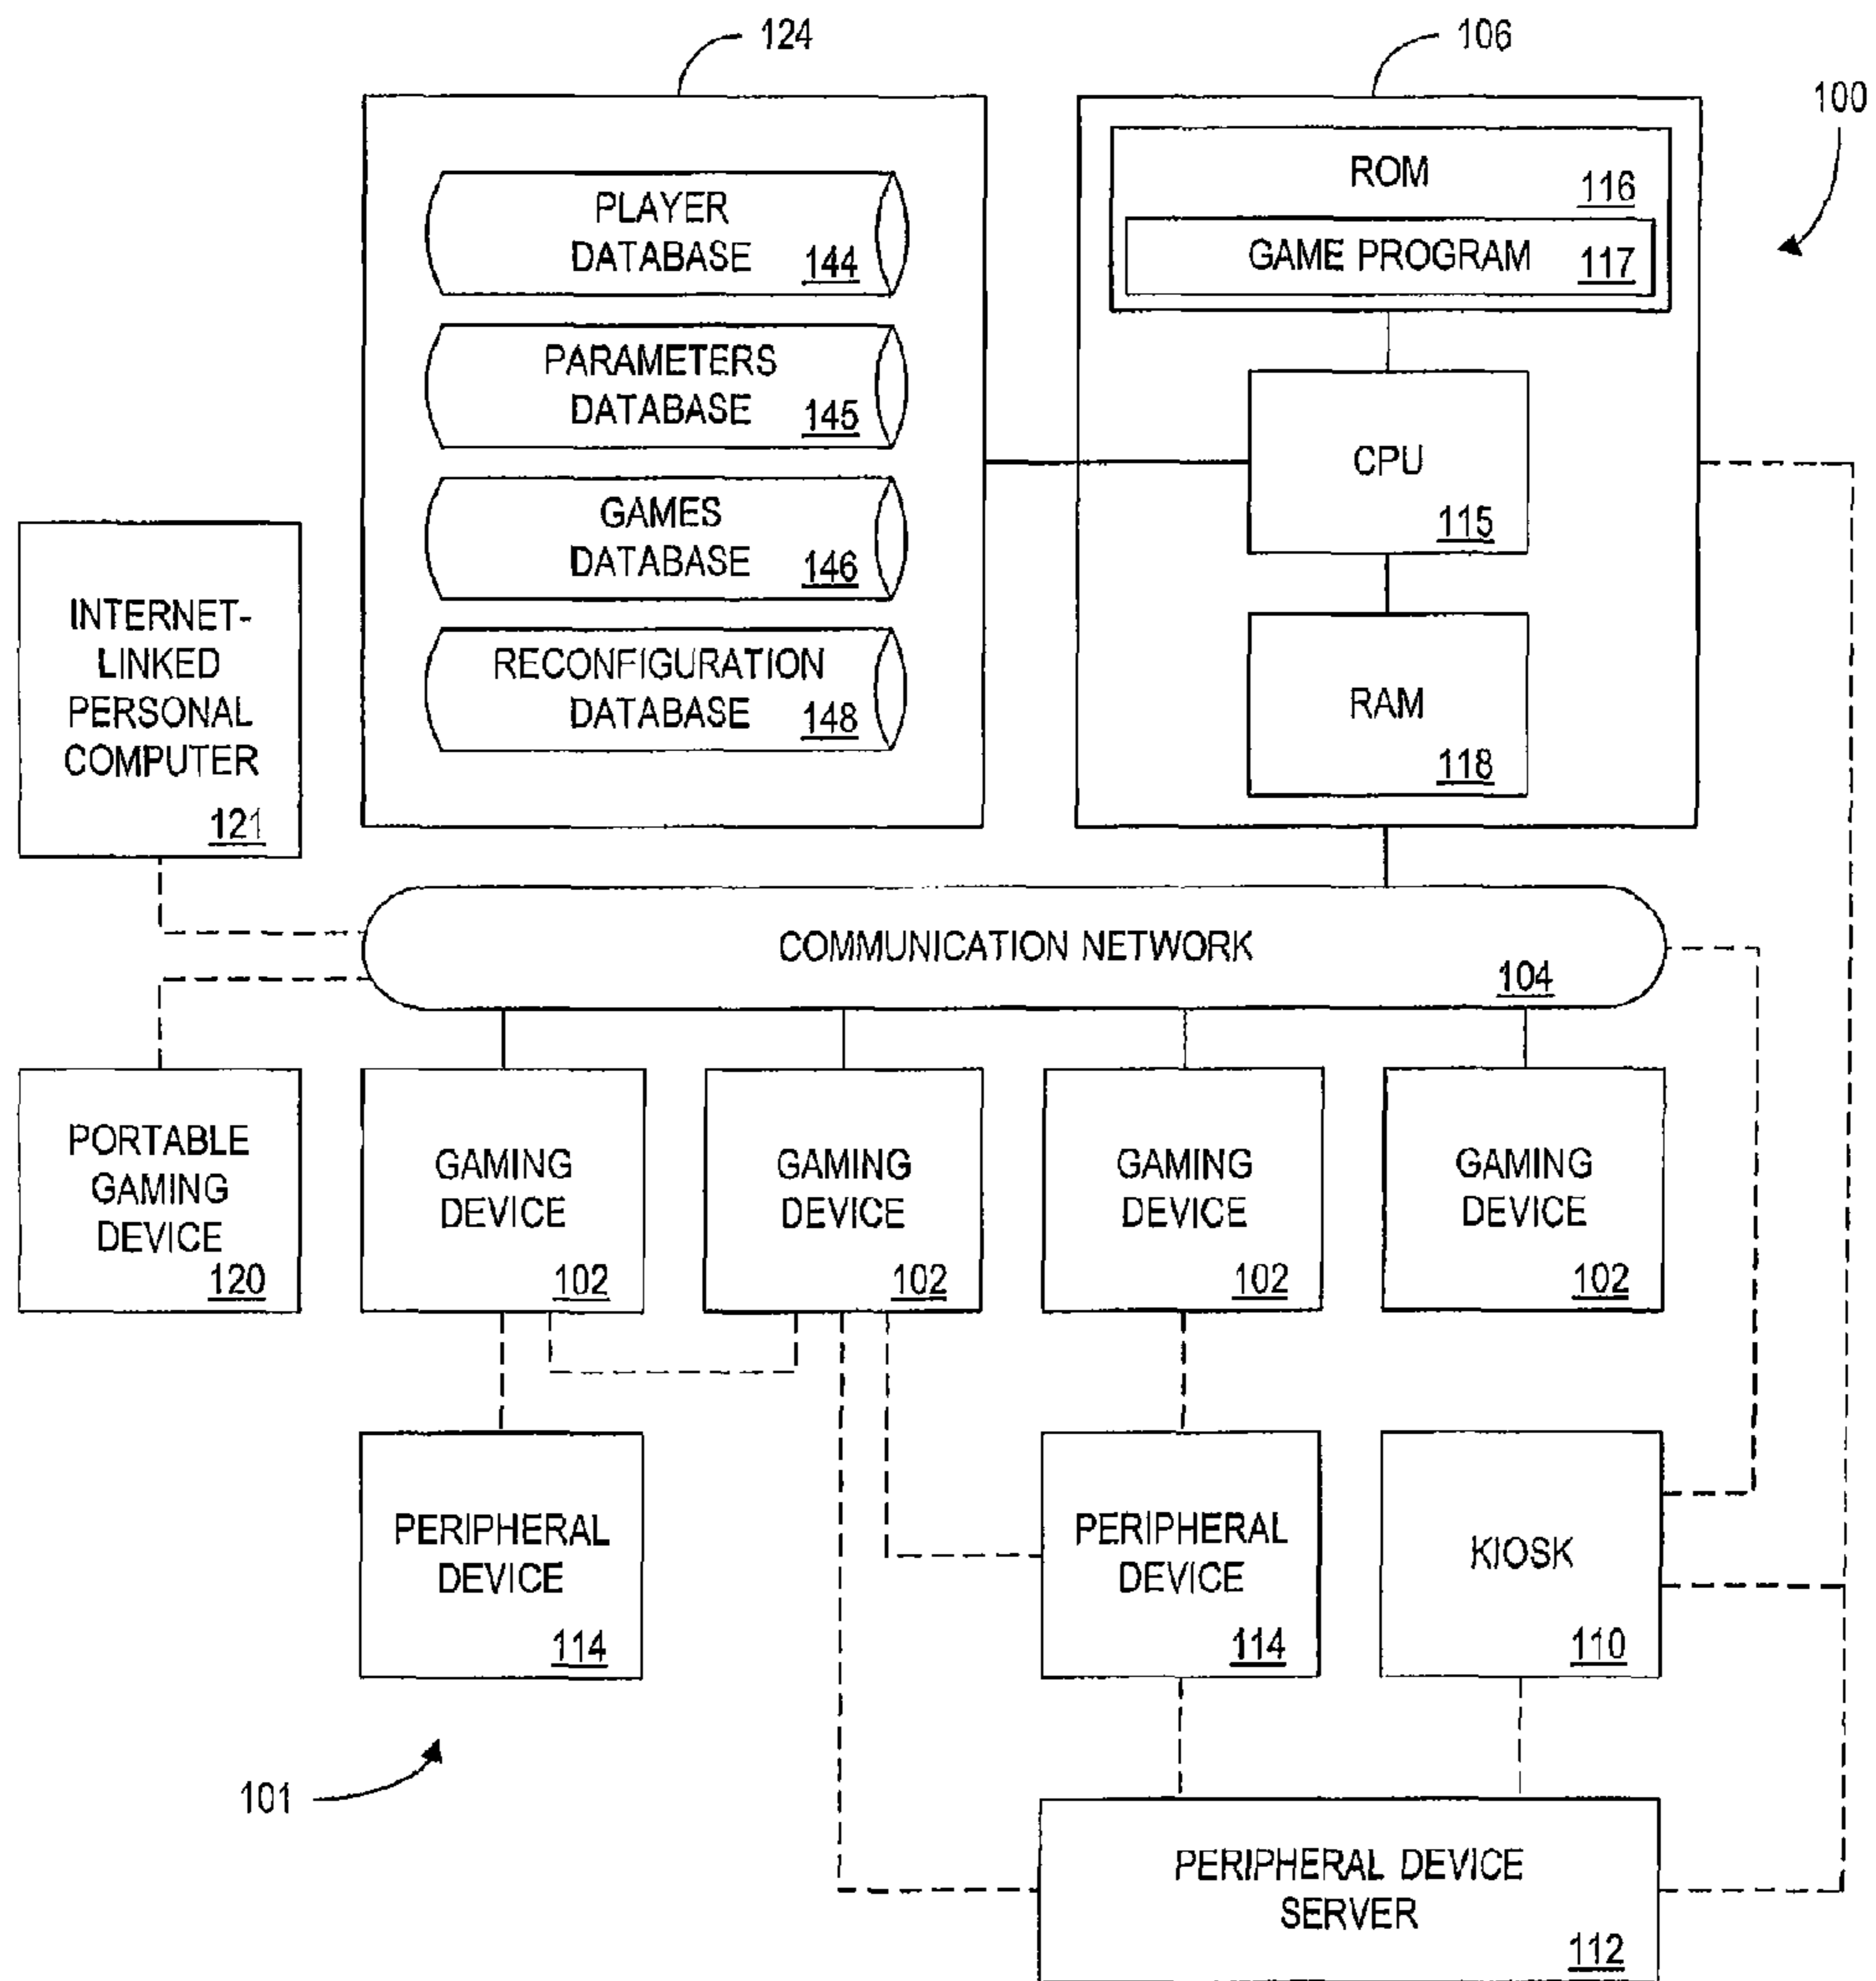 124
106
100
PLAYER
DATABASE 144
PARAMETERS
DATABASE 145
GAMES
DATABASE 146
RECONFIGURATION
DATABASE 148
ROM
116
GAME PROGRAM 117
CPU
115
RAM
118
INTERNET-
LINKED
PERSONAL
COMPUTER
121
COMMUNICATION NETWORK
104
PORTABLE
GAMING
DEVICE
120
GAMING
DEVICE
102
GAMING
DEVICE
102
GAMING
DEVICE
102
GAMING
DEVICE
102
PERIPHERAL
DEVICE
114
PERIPHERAL
DEVICE
114
KIOSK
110
101
PERIPHERAL DEVICE
SERVER
112